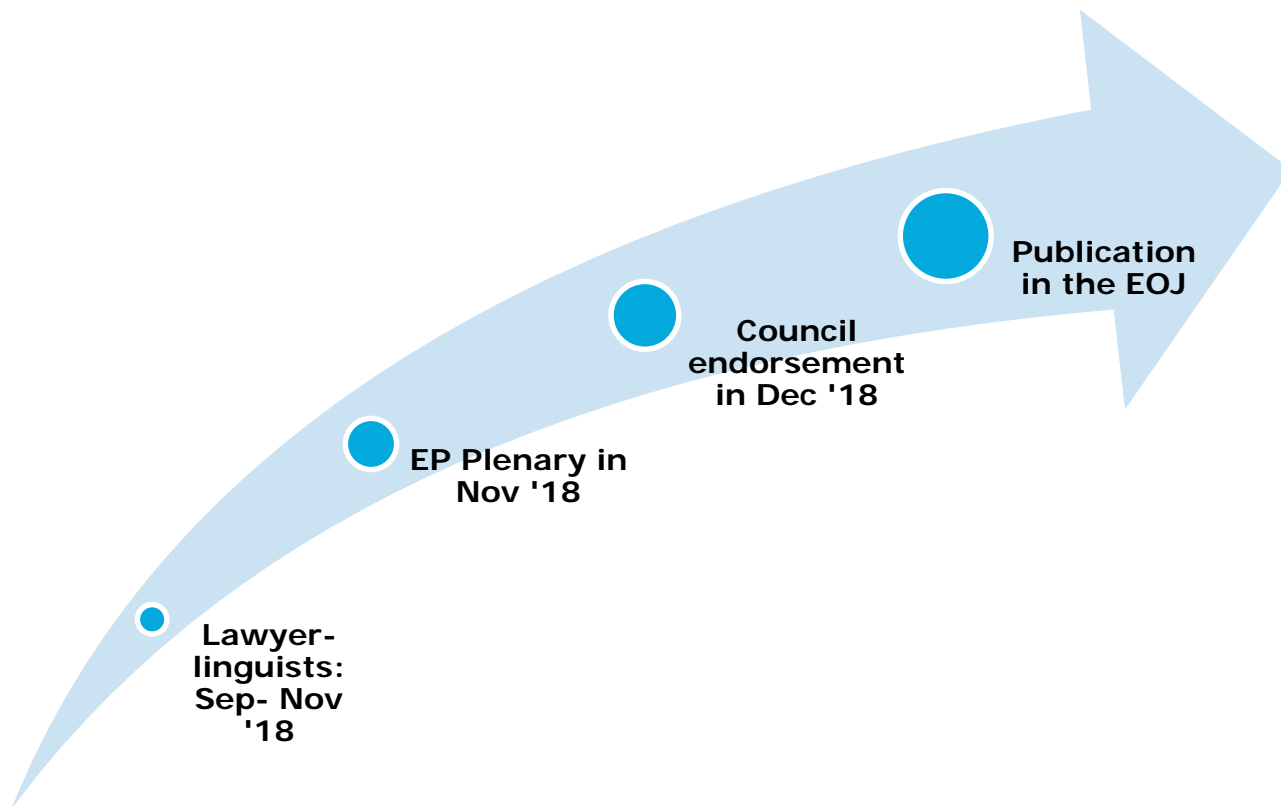 Lawyer-
linguists:
Sep- Nov
'18
EP Plenary in
Nov '18
Council
endorsement
in Dec '18
Publication
in the EOJ